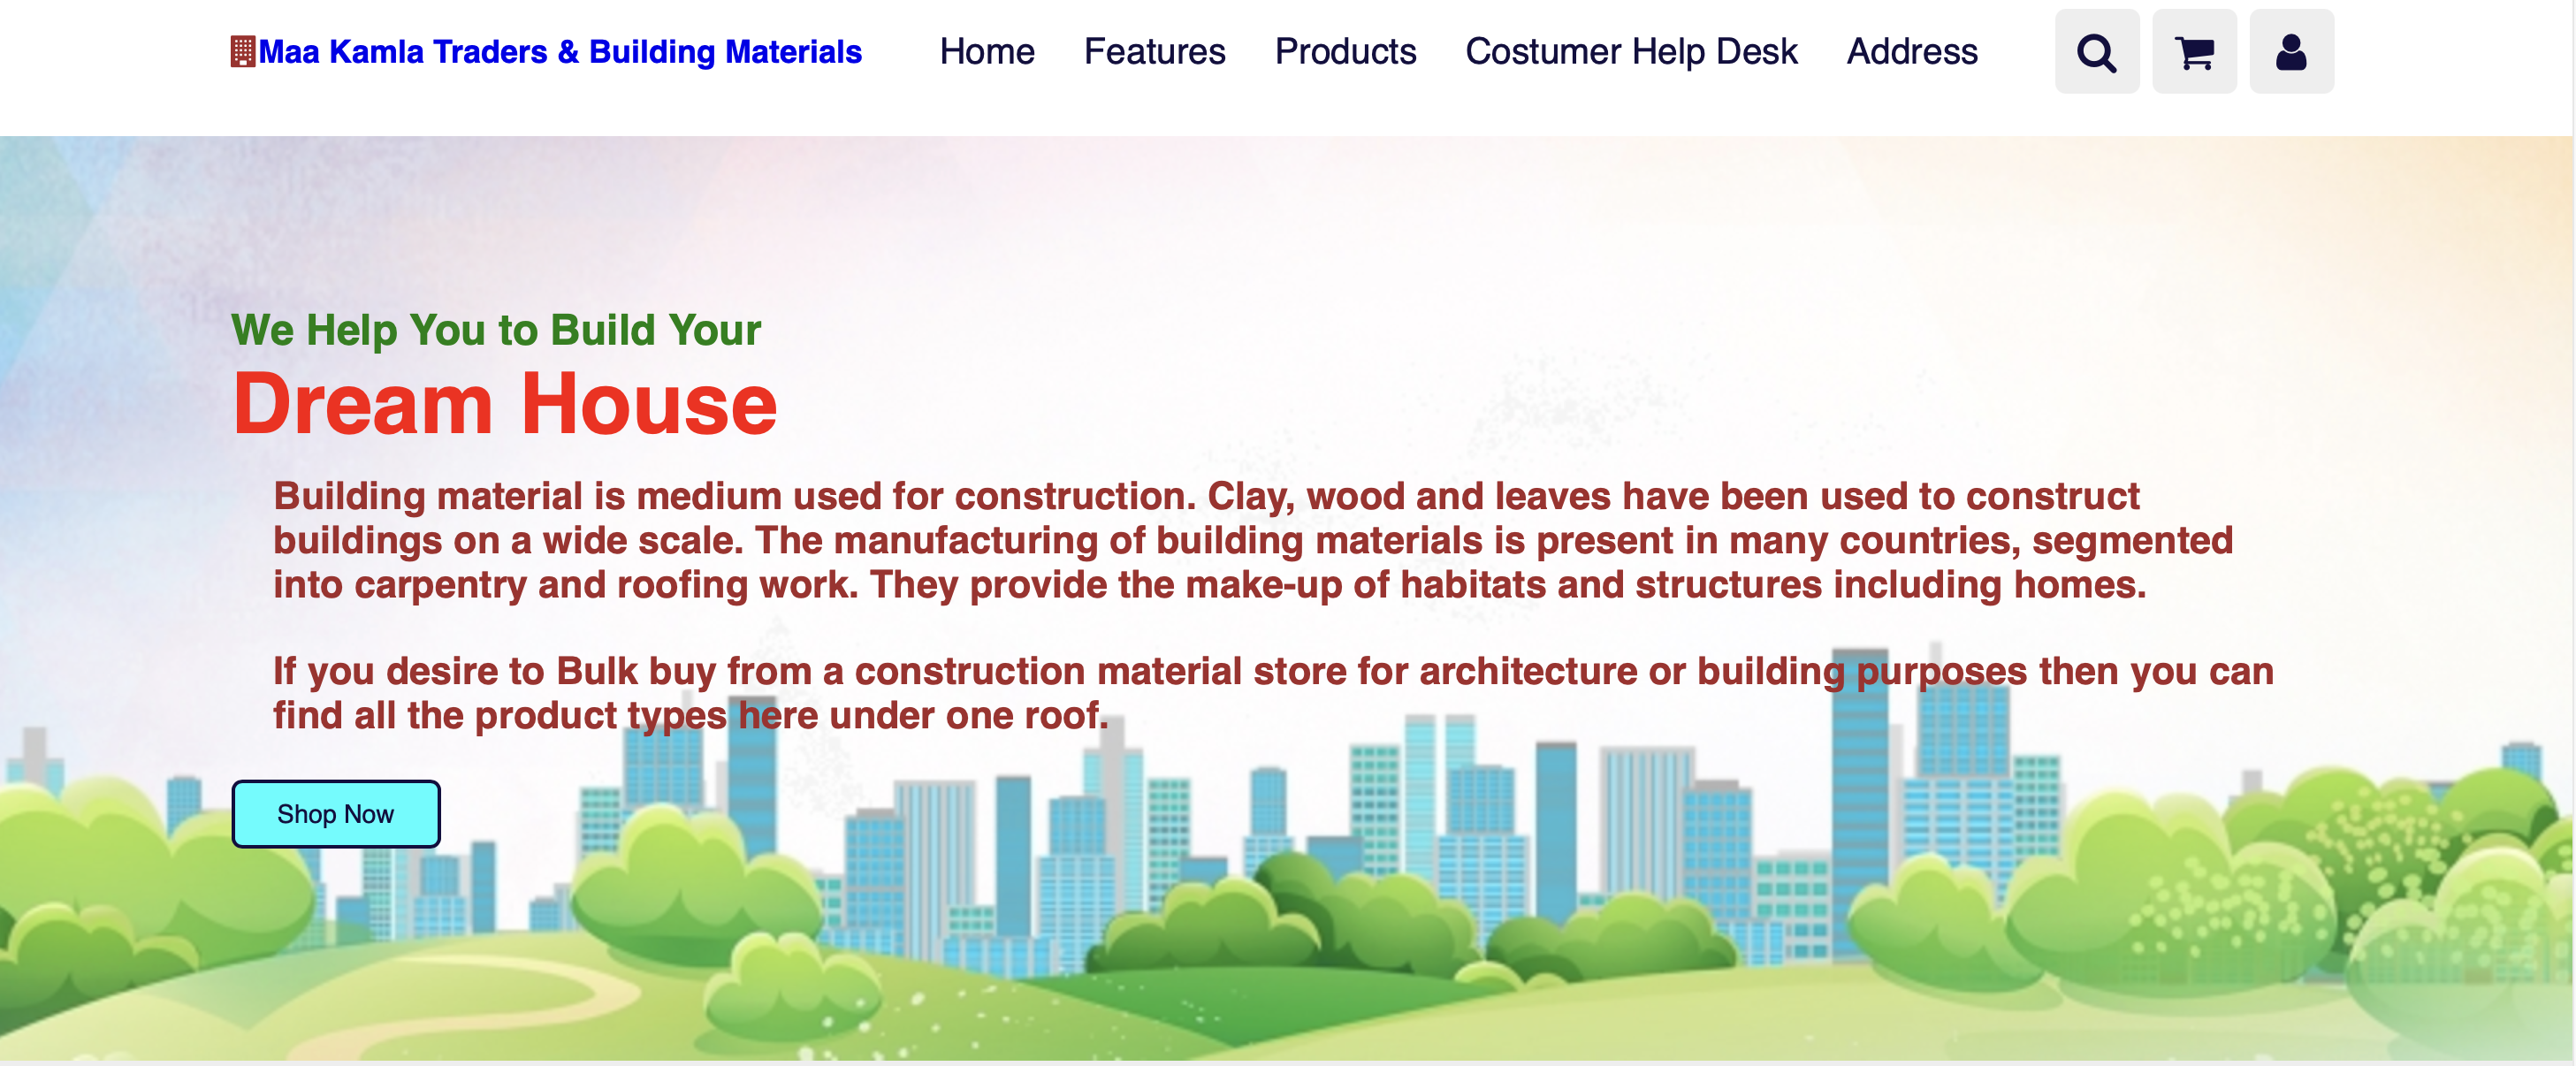 Maa Kamla Traders & Building Materials
Home
Features
Products
Costumer Help Desk
Address
We Help You to Build Your
Dream House
Building material is medium used for construction. Clay, wood and leaves have been used to construct
buildings on a wide scale. The manufacturing of building materials is present in many countries, segmented
into carpentry and roofing work. They provide the make-up of habitats and structures including homes.
If you desire to Bulk buy from a construction material store for architecture or building purposes then you can
find all the product types here under one roof.
Shop Now